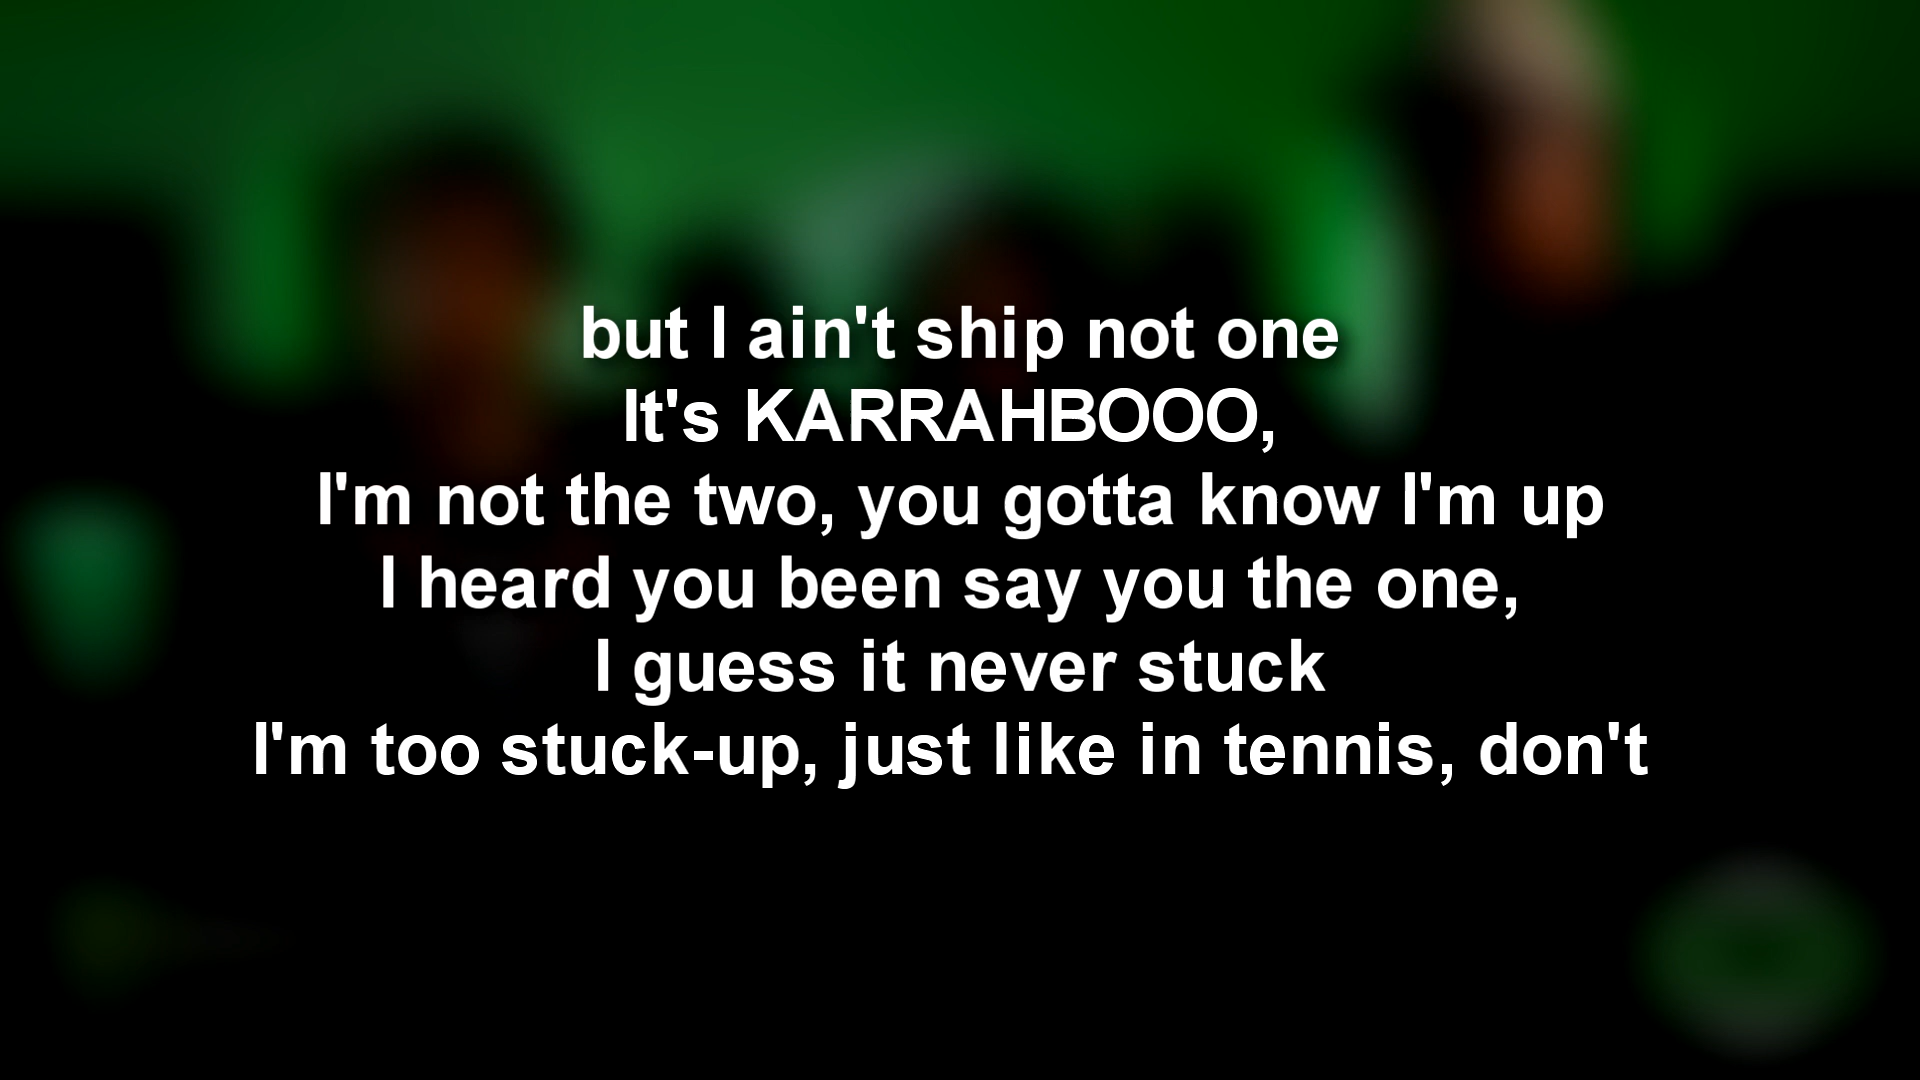 but I ain't ship not one
It's KARRAHBOOO,
I'm not the two, you gotta know I'm up
I heard you been say you the one,
I guess it never stuck
I'm too stuck-up, just like in tennis, don't